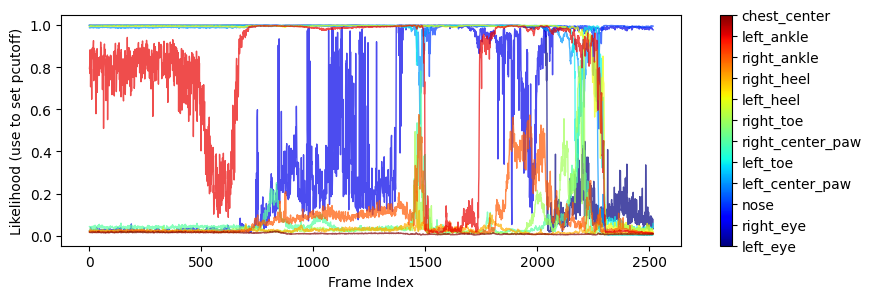 Likelihood (use to set pcutoff)
1.0
0.8
0.6
0.4
0.2
0.0
0 500 1000 1500 2000 2500
Frame Index
chest_center
left_ankle
right_ankle
right_heel
left_heel
right_toe
right_center_paw
left_toe
left_center_paw
nose
right_eye
left_eye